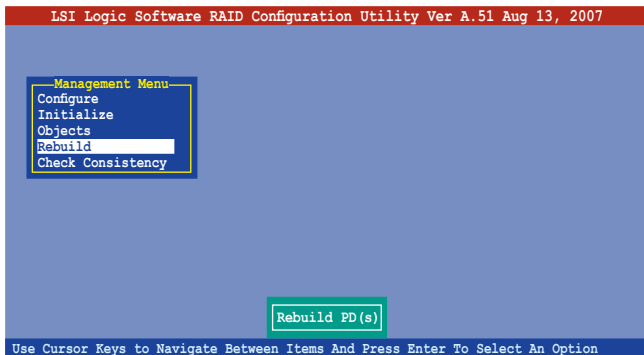 LSI Logic Software RAID Configuration Utility Ver A.51 Aug 13, 2007
Management Menu
Configure
Initialize
Objects
Rebuild
Check Consistency
Rebuild PD(s)
Use Cursor Keys to Navigate Between Items And Press Enter To Select An Option